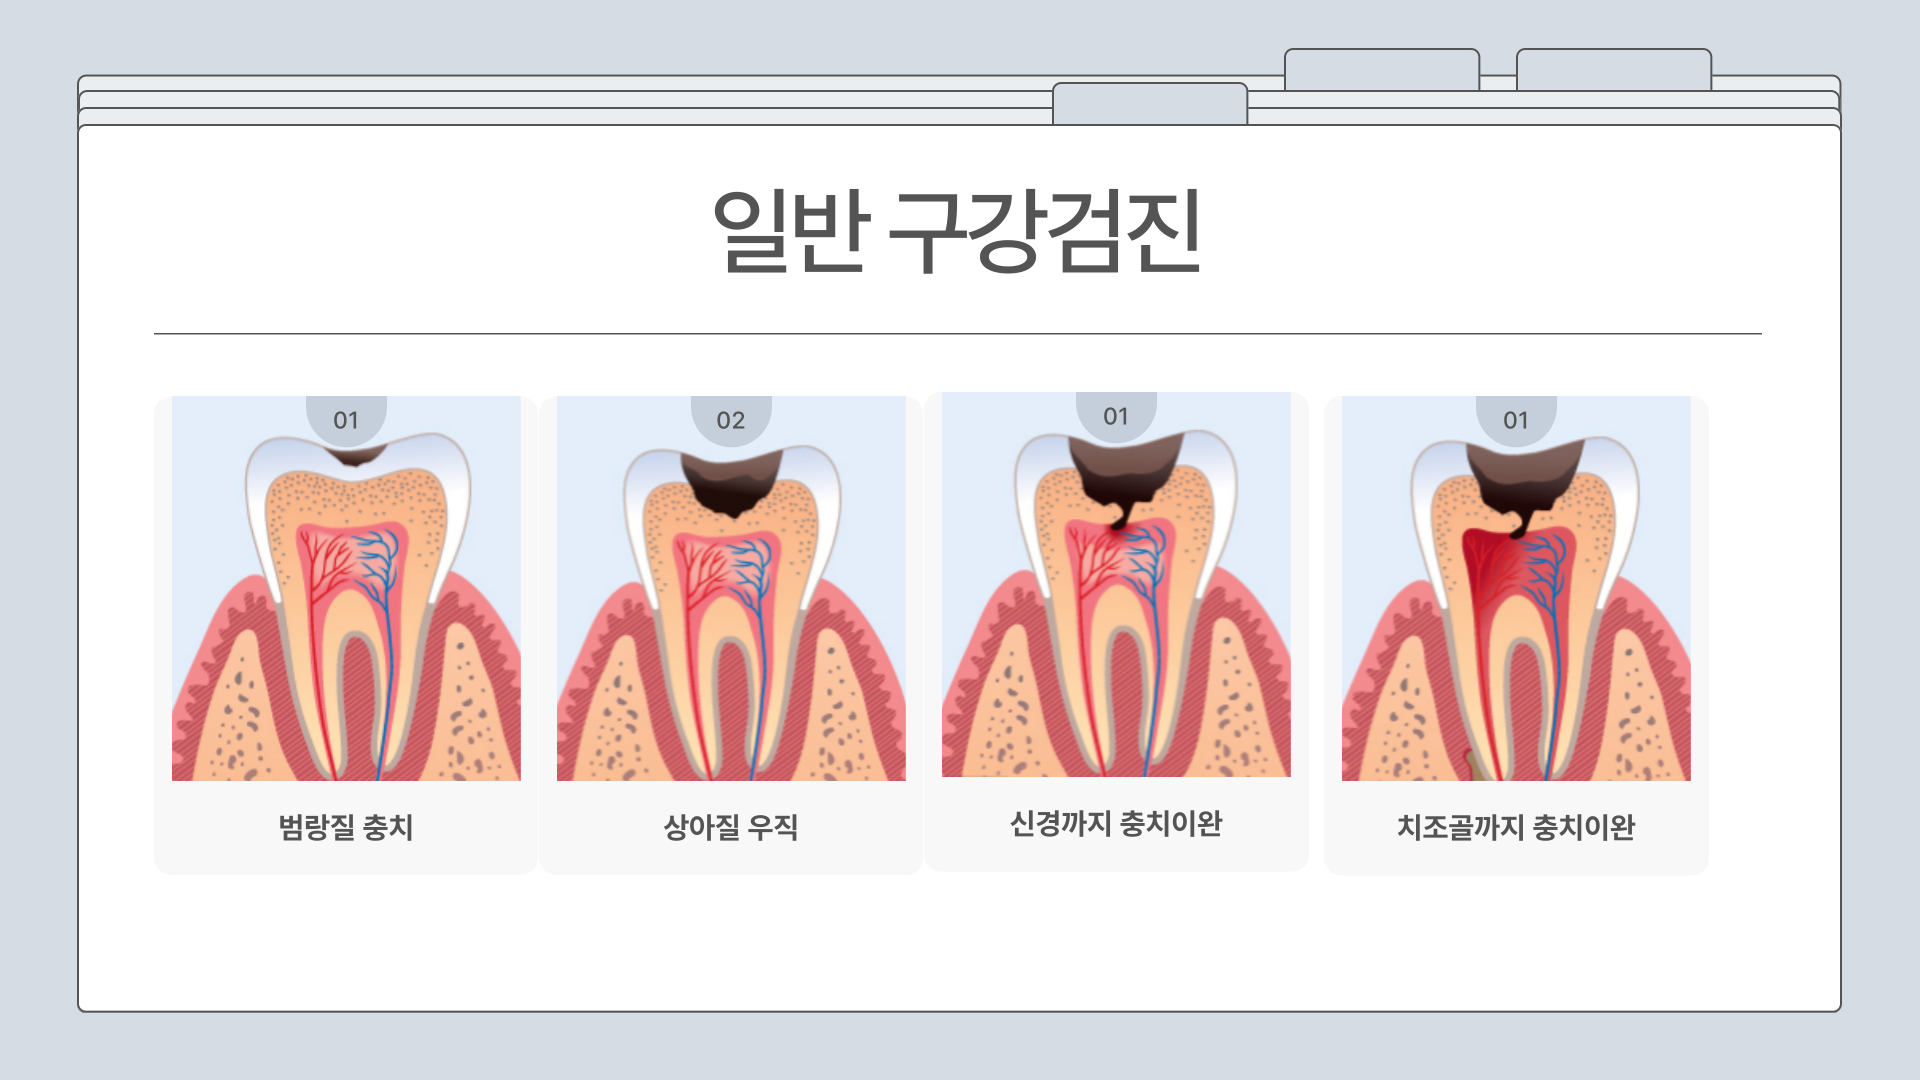 일반 구강검진
01
02
01
01
범랑질 충치
상아질 우직
신경까지 충치이완
치조골까지 충치이완